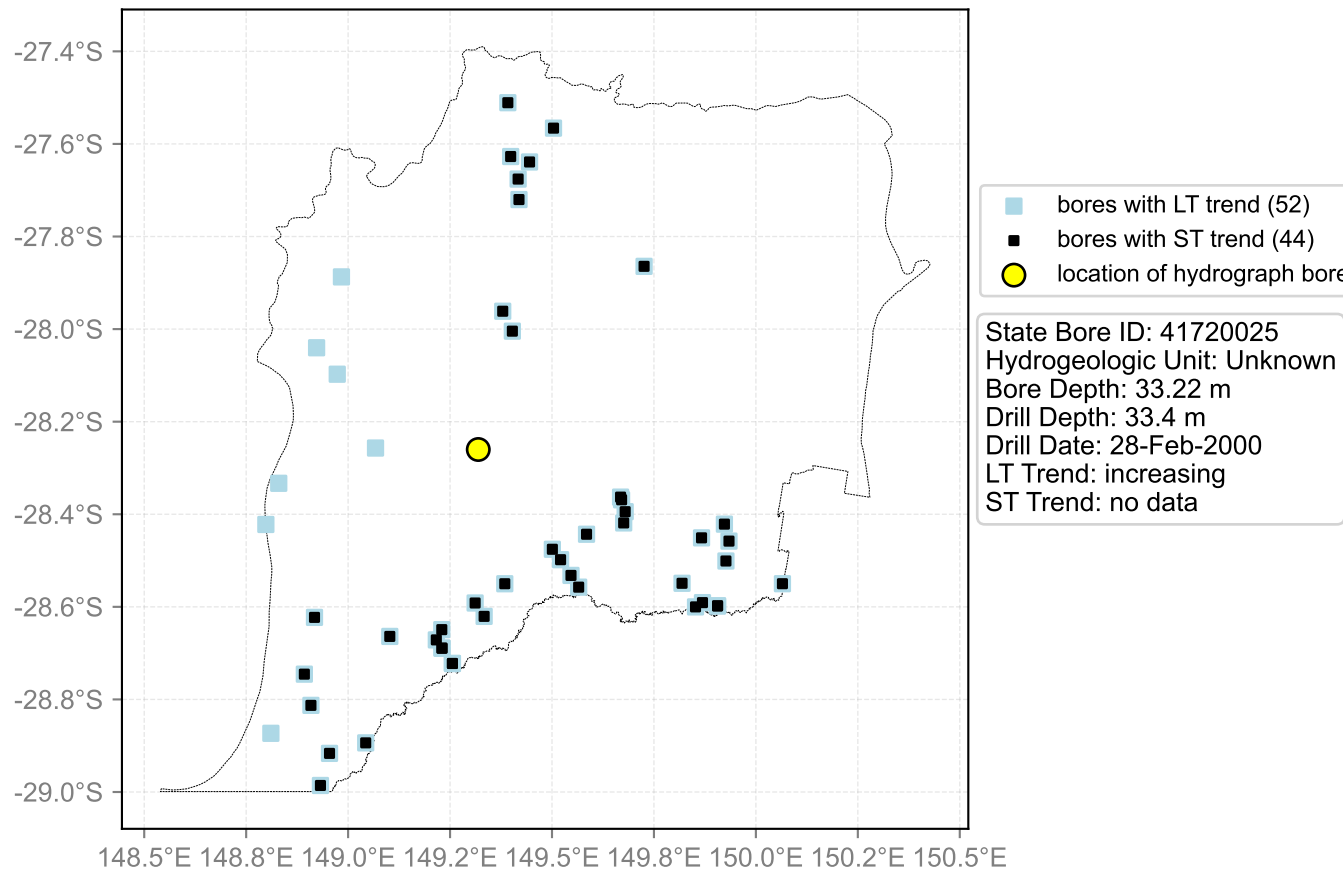 -27.4°S
-27.6°S
-27.8°S
-28.0°S
-28.2°S
-28.4°S
-28.6°S
-28.8°S
-29.0°S
148.5°E 148.8°E 149.0°E 149.2°E 149.5°E 149.8°E 150.0°E 150.2°E 150.5°E
bores with LT trend (52)
bores with ST trend (44)
location of hydrograph bore
State Bore ID: 41720025
Hydrogeologic Unit: Unknown
Bore Depth: 33.22 m
Drill Depth: 33.4 m
Drill Date: 28-Feb-2000
LT Trend: increasing
ST Trend: no data